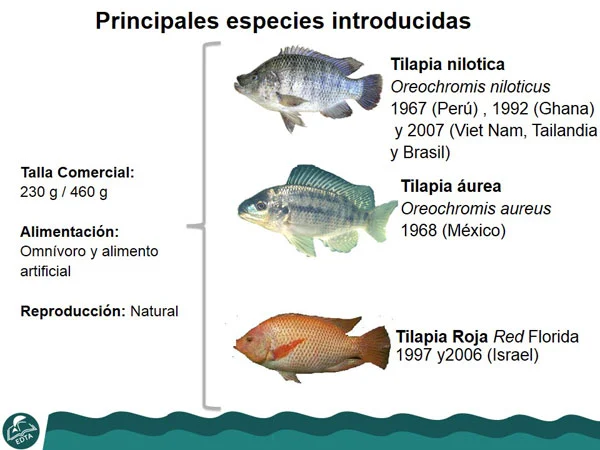 Principales especies introducidas
Talla Comercial:
230 g / 460 g
Alimentación:
Omnívoro y alimento
artificial
Reproducción: Natural
Tilapia nilotica
Oreochromis niloticus
1967 (Perú) , 1992 (Ghana)
y 2007 (Viet Nam, Tailandia
y Brasil)
Tilapia áurea
Oreochromis aureus
1968 (México)
Tilapia Roja Red Florida
1997 y2006 (Israel)
EDTA